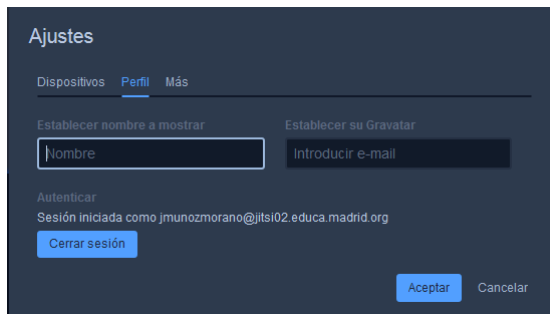 Ajustes
Dispositivos Perfil Más
Establecer nombre a mostrar Establecer su Gravatar
Nombre Introducir e-mail
Autenticar
Sesión iniciada como jmunozmorano@jitsi02.educa.madrid.org
Cerrar sesión
Aceptar Cancelar